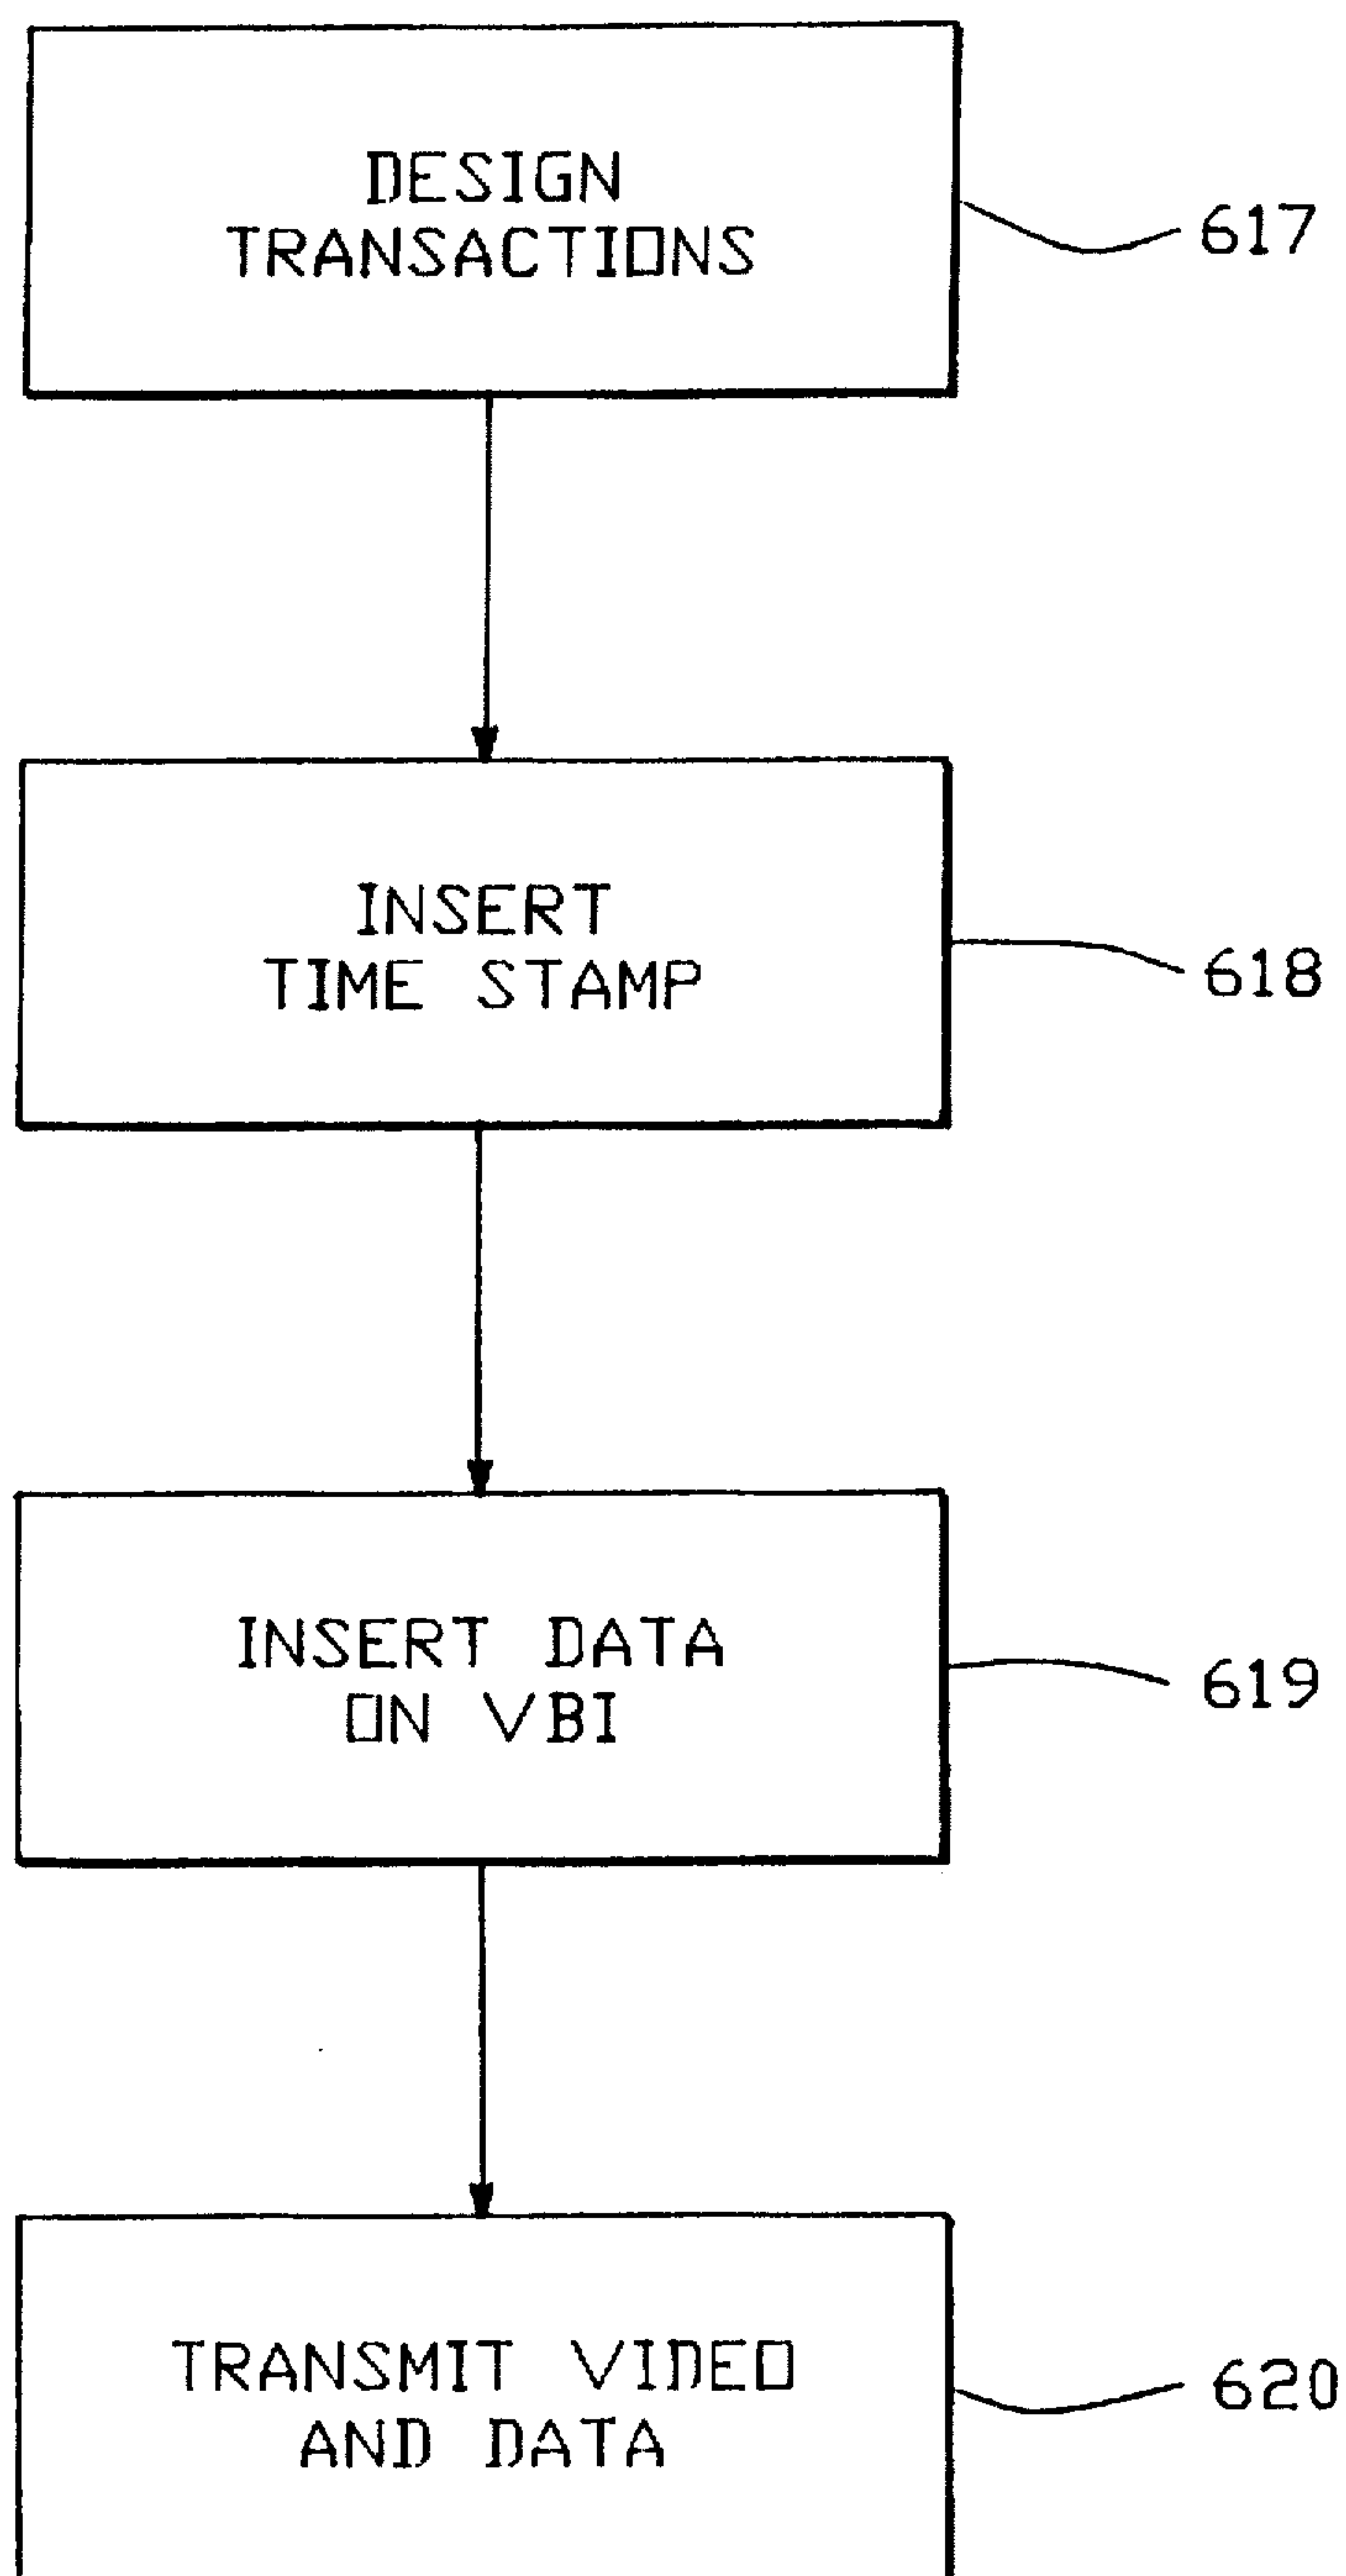 DESIGN
TRANSACTIONS
617
INSERT
TIME STAMP
618
INSERT DATA
ON VBI
619
TRANSMIT VIDEO
AND DATA
620